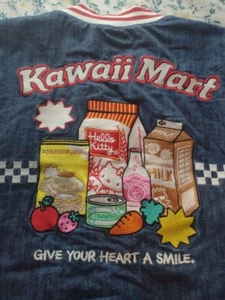 Kawaii Mart
Hello
Kitty
MILK
GIVE YOUR HEART A SMILE.